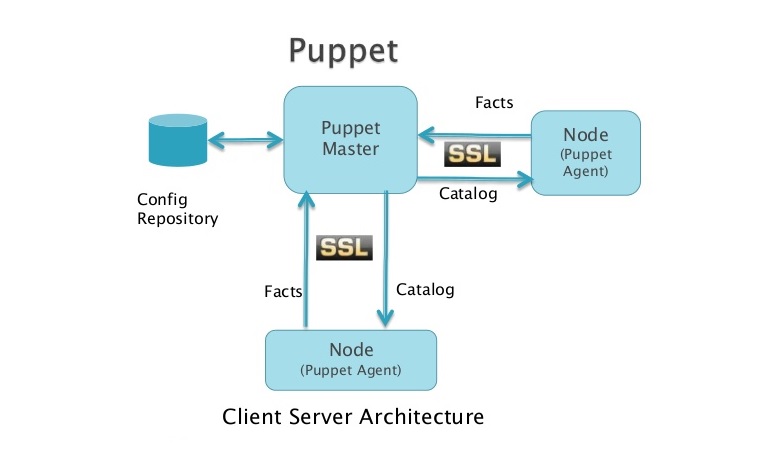 Puppet
Facts
Puppet
Master
Node
(Puppet
Agent)
SSL
Catalog
Config
Repository
SSL
Facts
Catalog
Node
(Puppet Agent)
Client Server Architecture